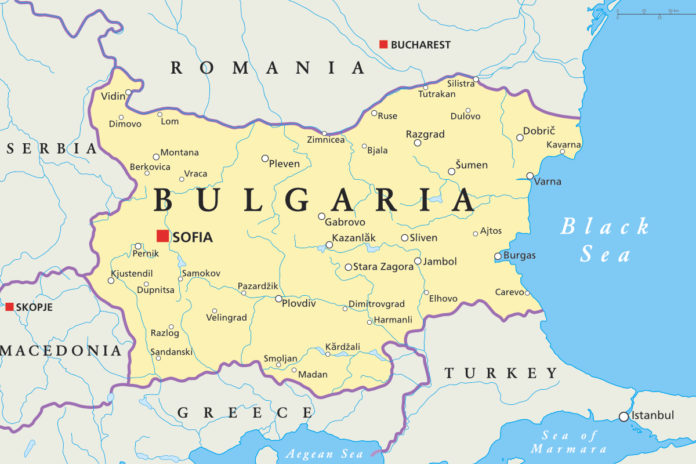 BUCHAREST
ROMANIA
Vidin
Silistra
Tutrakan
Dimovo
Lom
Ruse
Dulovo
SERBIA
Zimnicea
Razgrad
Dobrič
Montana
Bjala
Kavarna
Berkovica
Pleven
Šumen
Vraca
Varna
BULGARIA
Gabrovo
Black
Sea
SOFIA
Kazanlăk
Sliven
Ajtos
Pernik
Burgas
Kjustendil
Samokov
Stara Zagora
Jambol
Dupnitsa
Pazardžik
Carevo
SKOPJE
Plovdiv
Dimitrovgrad
Elhovo
Velingrad
Harmanli
Razlog
MACEDONIA
Sandanski
Smoljan
Kărdžali
Madan
TURKEY
GREECE
Istanbul
Aegean Sea
Sea of
Marmara